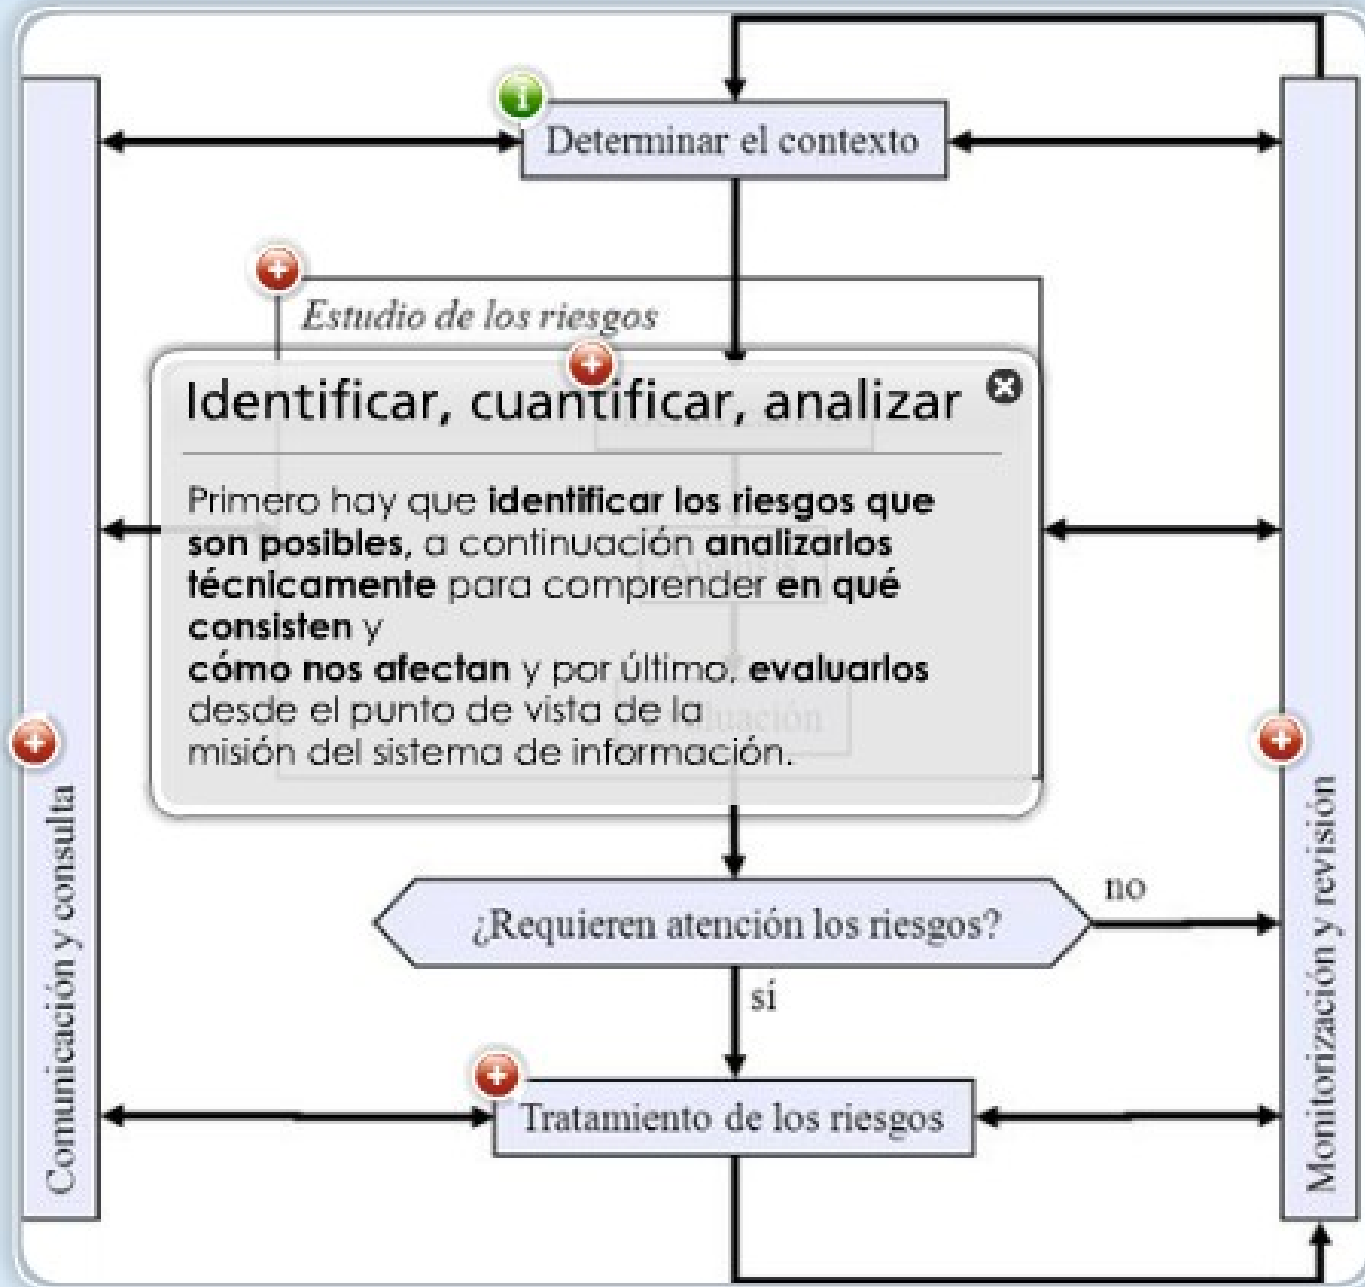 Determinar el contexto
Estudio de los riesgos
Identificar, cuantificar, analizar
Primero hay que identificar los riesgos que
son posibles, a continuación analizarlos
técnicamente para comprender en qué
consisten y
cómo nos afectan y por último, evaluarlos
desde el punto de vista de la
misión del sistema de información.
Análisis
¿Requieren atención los riesgos?
no
sí
Tratamiento de los riesgos
Comunicación y consulta
Monitorización y revisión